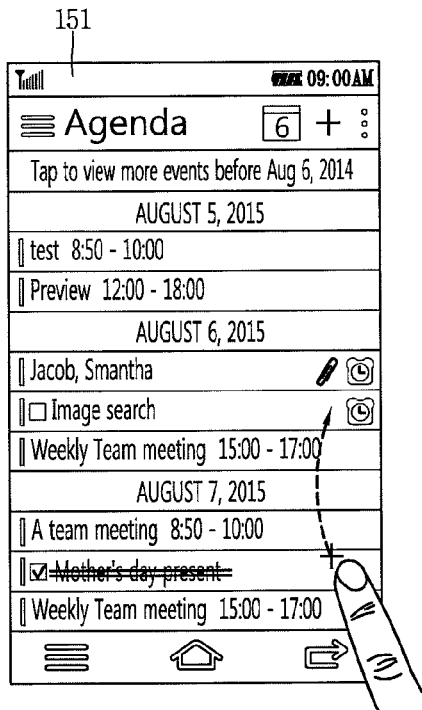 151
09:00AM
Agenda 6 +
Tap to view more events before Aug 6, 2014
AUGUST 5, 2015
test 8:50 - 10:00
Preview 12:00 - 18:00
AUGUST 6, 2015
Jacob, Smantha
Image search
Weekly Team meeting 15:00 - 17:00
AUGUST 7, 2015
A team meeting 8:50 - 10:00
Mother's day present
Weekly Team meeting 15:00 - 17:00